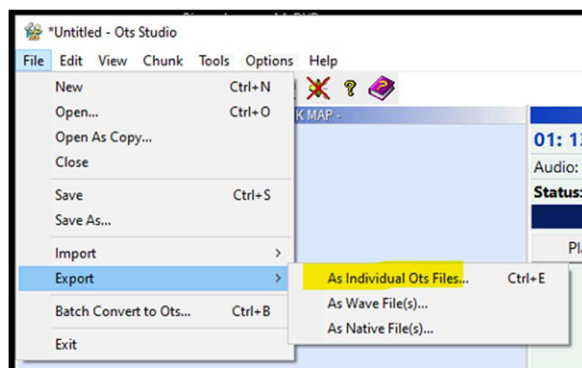 *Untitled - Ots Studio
File Edit View Chunk Tools Options Help
New Ctrl+N
Open... Ctrl+O
Open As Copy...
Close
Save Ctrl+S
Save As...
Import >
Export >
Batch Convert to Ots... Ctrl+B
Exit
As Individual Ots Files... Ctrl+E
As Wave File(s)...
As Native File(s)...
K MAP -
01: 13
Audio:
Status: